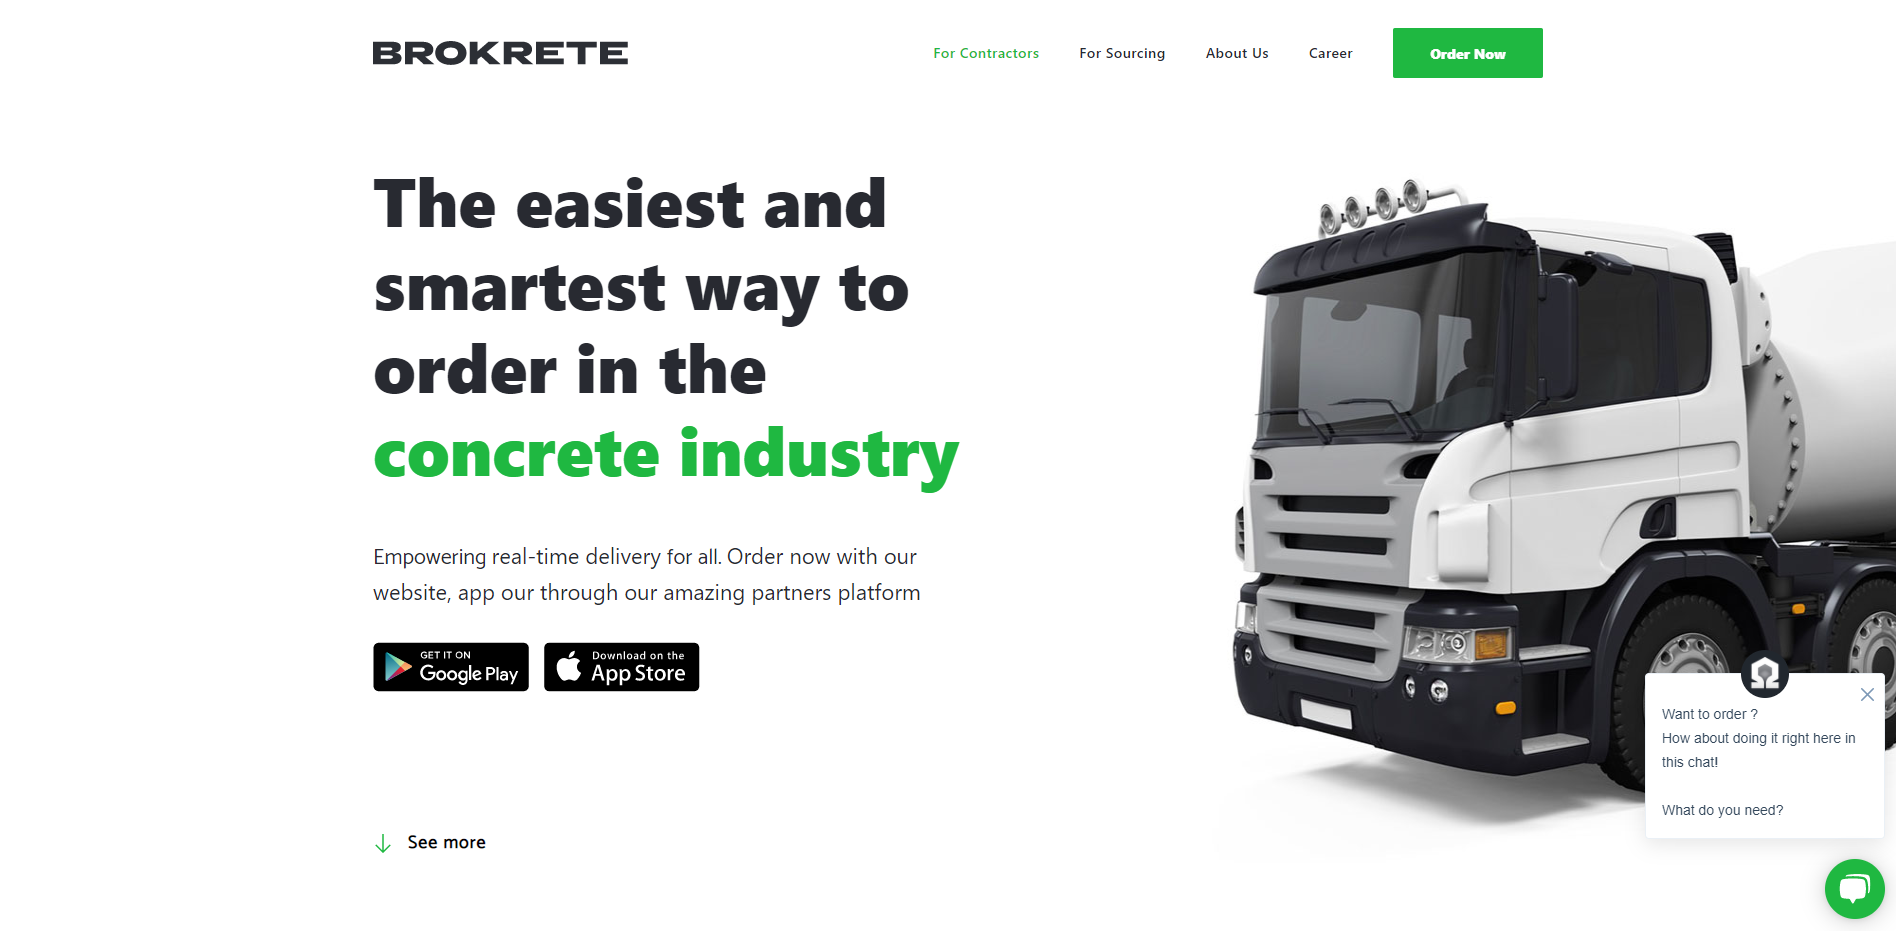 BROKRETE
For Contractors
For Sourcing
About Us
Career
Order Now
The easiest and
smartest way to
order in the
concrete industry
Empowering real-time delivery for all. Order now with our
website, app our through our amazing partners platform
GET IT ON
Google Play
Download on the
App Store
See more
Want to order ?
How about doing it right here in
this chat!
What do you need?